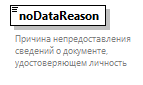 noDataReason
Причина непредоставления
сведений о документе,
удостоверяющем личность